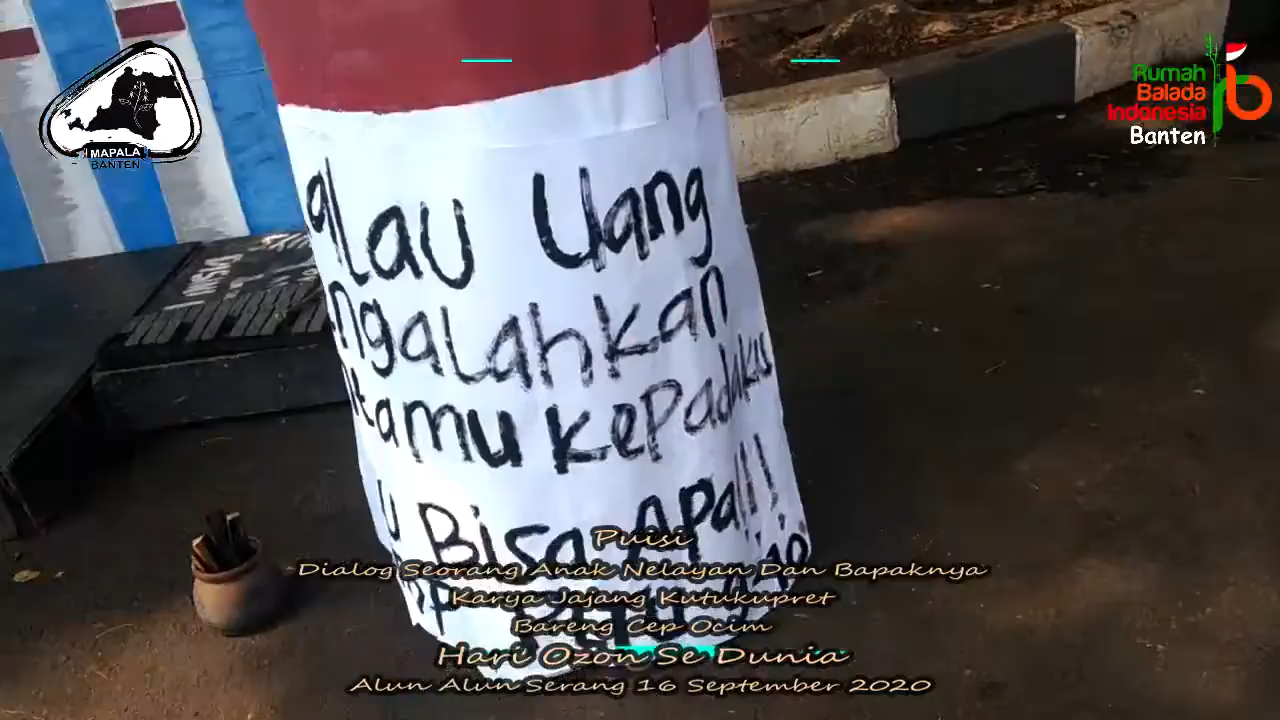 MAPALA
BANTEN
Rumah
Balada
Indonesia
Banten
alau Uang
ngalahkan
tamu kepadaku
u Bisa Apa!!!
Puisi
Dialog Seorang Anak Nelayan Dan Bapaknya
Karya Jajang Kutukupret
Bareng Cep Ocim
Hari Ozon Se Dunia
Alun Alun Serang 16 September 2020